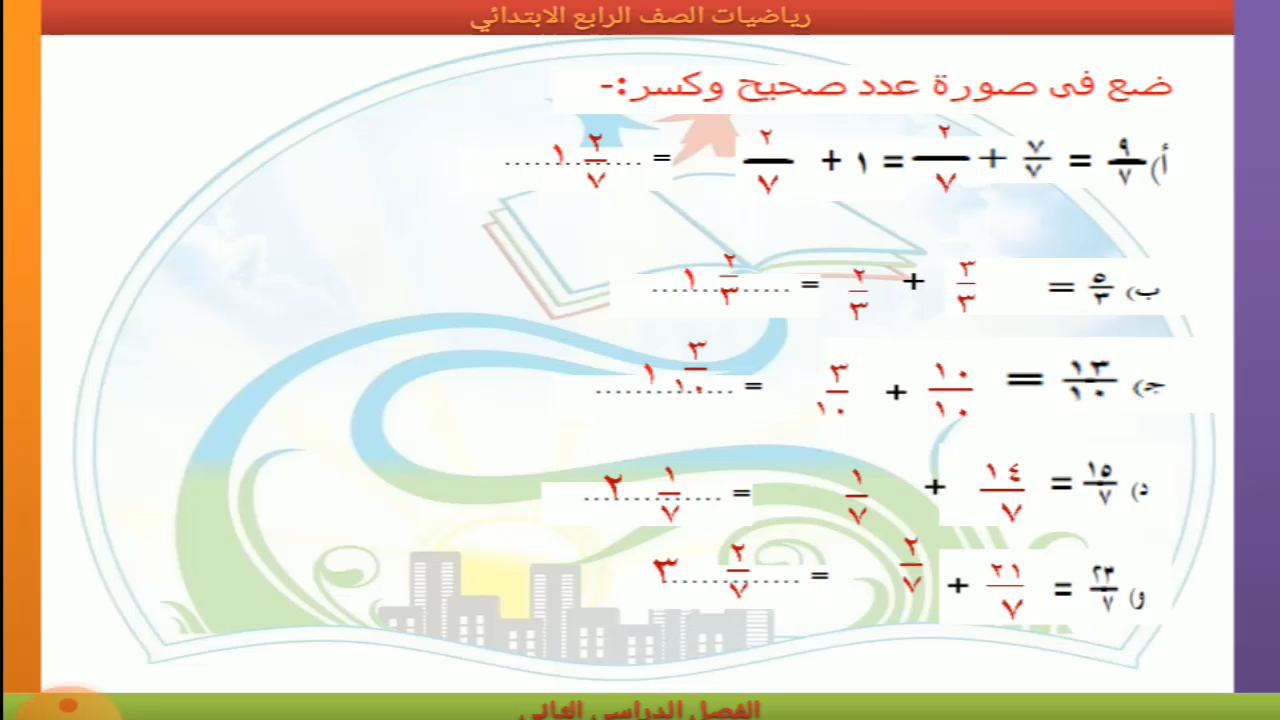 رياضيات الصف الرابع الابتدائي
ضع فى صورة عدد صحيح وكسر:-
أ) ٩/٧ = ٧/٧ + ٢/٧ = ١ + ٢/٧ = ١ ٢/٧ ..............
ب) ٥/٣ = ٣/٣ + ٢/٣ = ١ ٢/٣ ..............
ج) ١٣/١٠ = ١٠/١٠ + ٣/١٠ = ١ ٣/١٠ ..............
د) ١٥/٧ = ١٤/٧ + ١/٧ = ٢ ١/٧ ..............
و) ٢٣/٧ = ٢١/٧ + ٢/٧ = ٣ ٢/٧ ..............
الفصل الدراسي الثاني